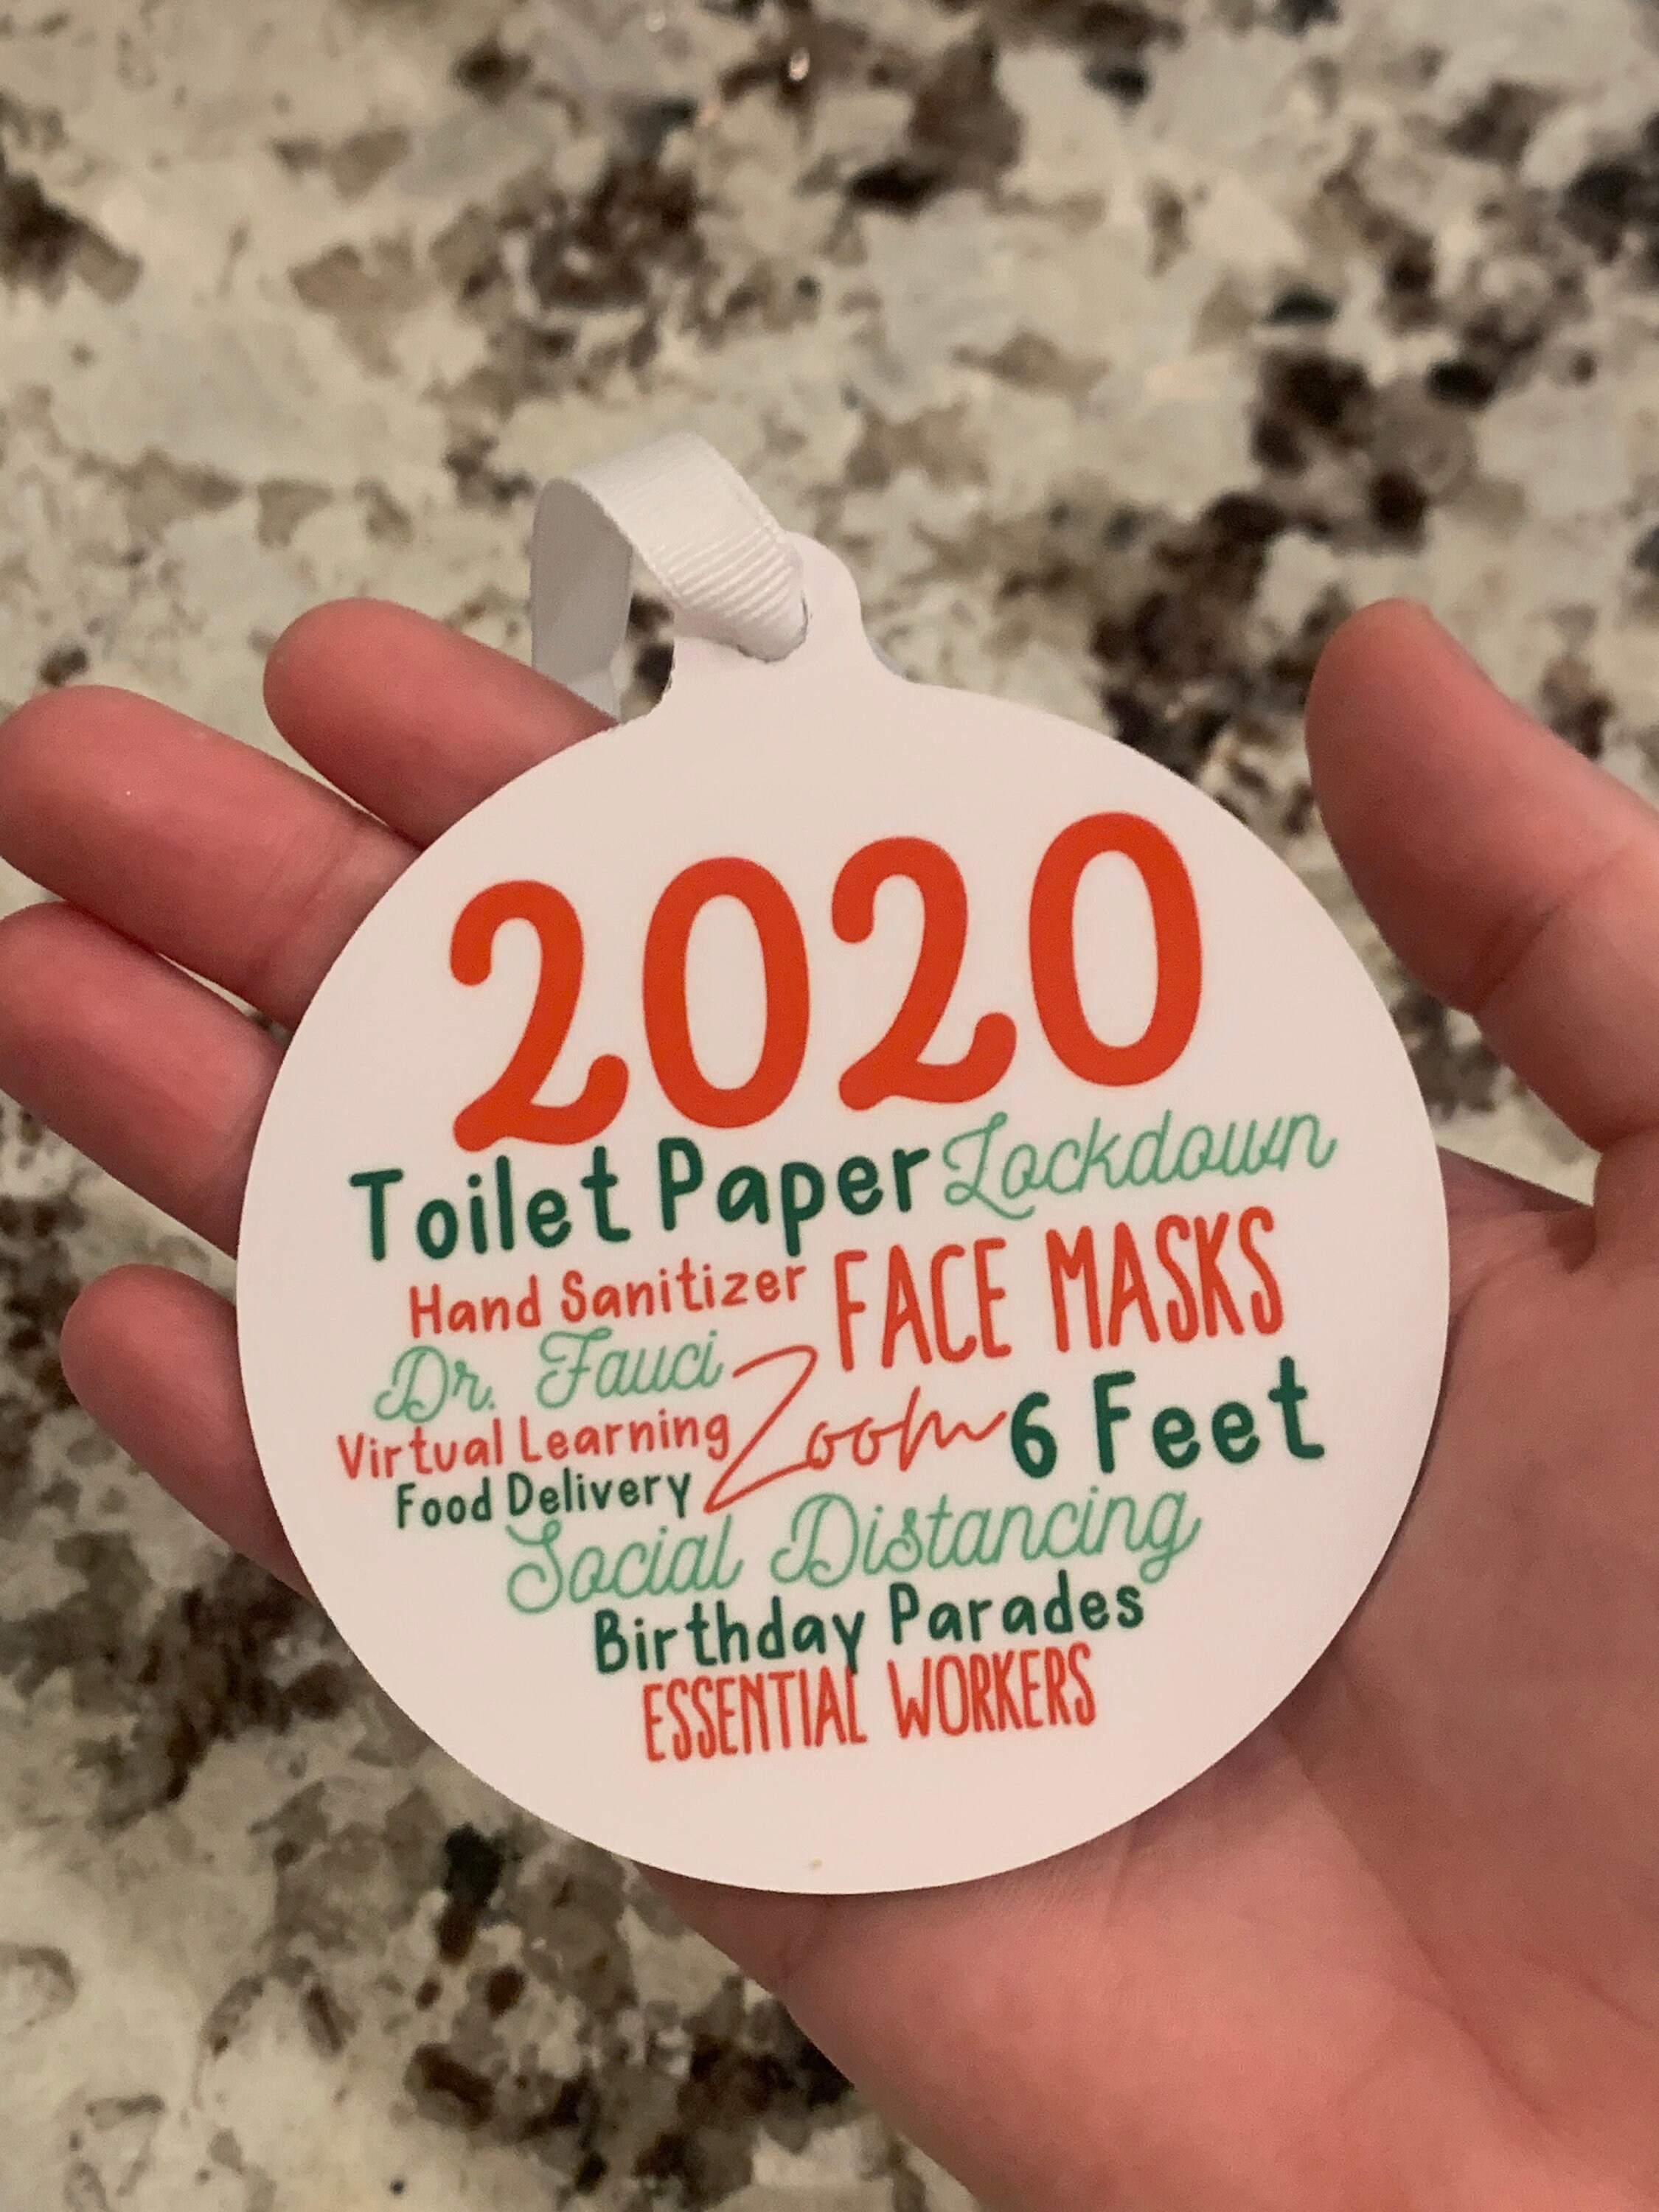 2020
Toilet Paper Lockdown
Hand Sanitizer FACE MASKS
Dr. Fauci
Virtual Learning Zoom 6 Feet
Food Delivery
Social Distancing
Birthday Parades
ESSENTIAL WORKERS